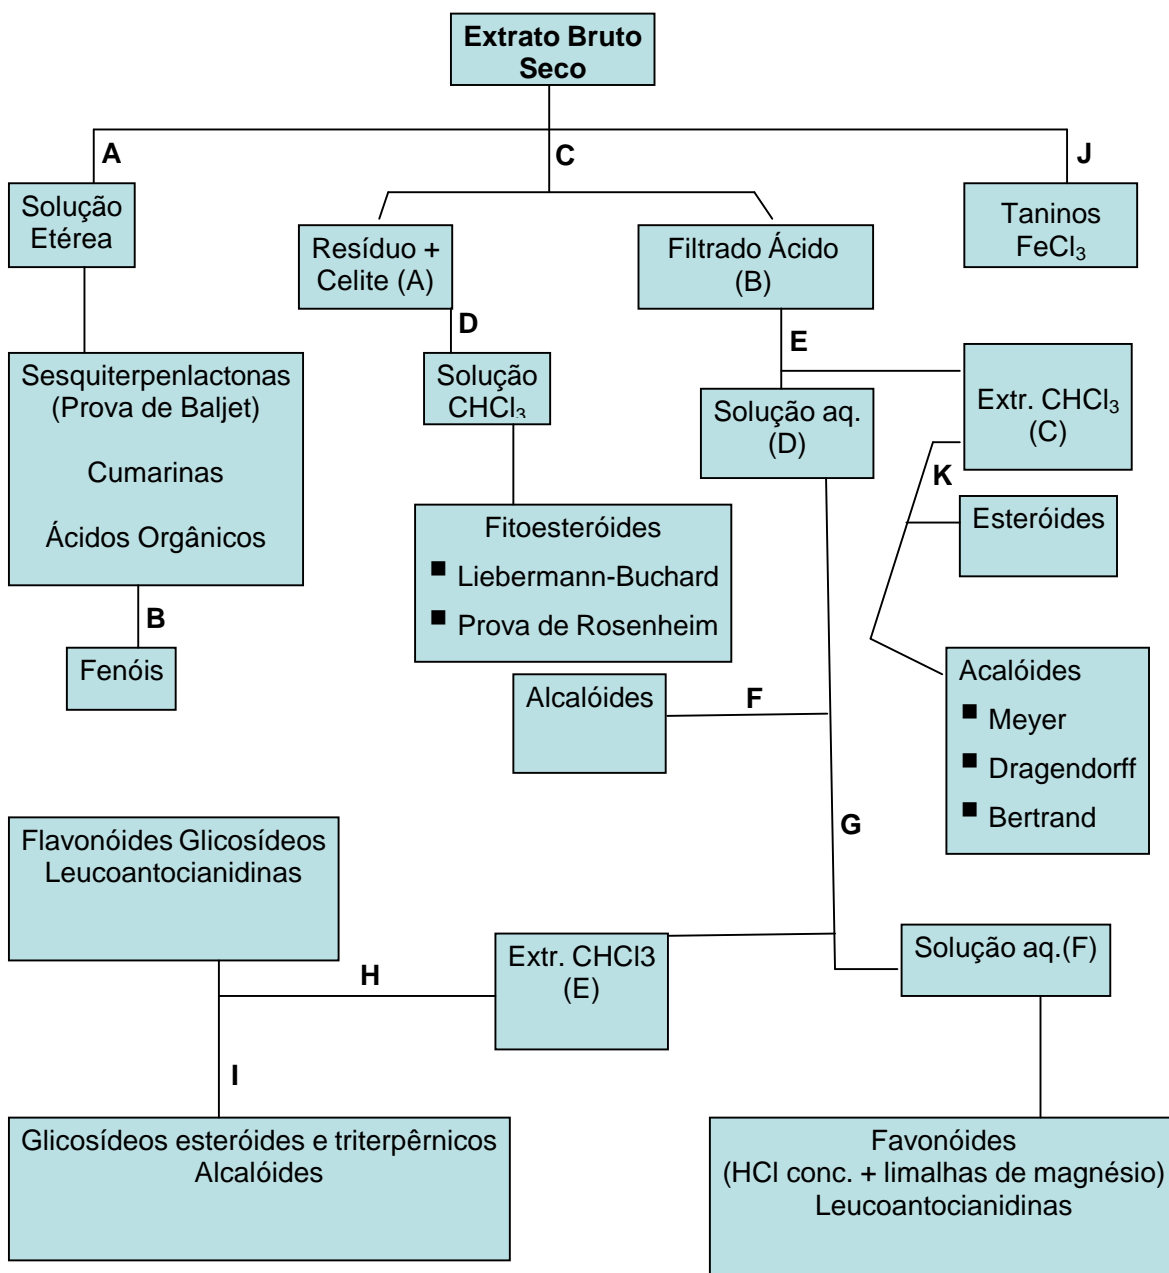 Extrato Bruto
Seco
A
C
J
Solução
Etérea
Resíduo +
Celite (A)
Filtrado Ácido
(B)
Taninos
FeCl₃
D
E
Sesquiterpenlactonas
(Prova de Baljet)
Cumarinas
Ácidos Orgânicos
Solução
CHCl₃
Solução aq.
(D)
Extr. CHCl₃
(C)
K
Fitoesteróides
■ Liebermann-Buchard
■ Prova de Rosenheim
Esteróides
B
Fenóis
Alcalóides
F
Acalóides
■ Meyer
■ Dragendorff
■ Bertrand
G
Flavonóides Glicosídeos
Leucoantocianidinas
H
Extr. CHCl3
(E)
Solução aq.(F)
I
Glicosídeos esteróides e triterpêrnicos
Alcalóides
Favonóides
(HCl conc. + limalhas de magnésio)
Leucoantocianidinas